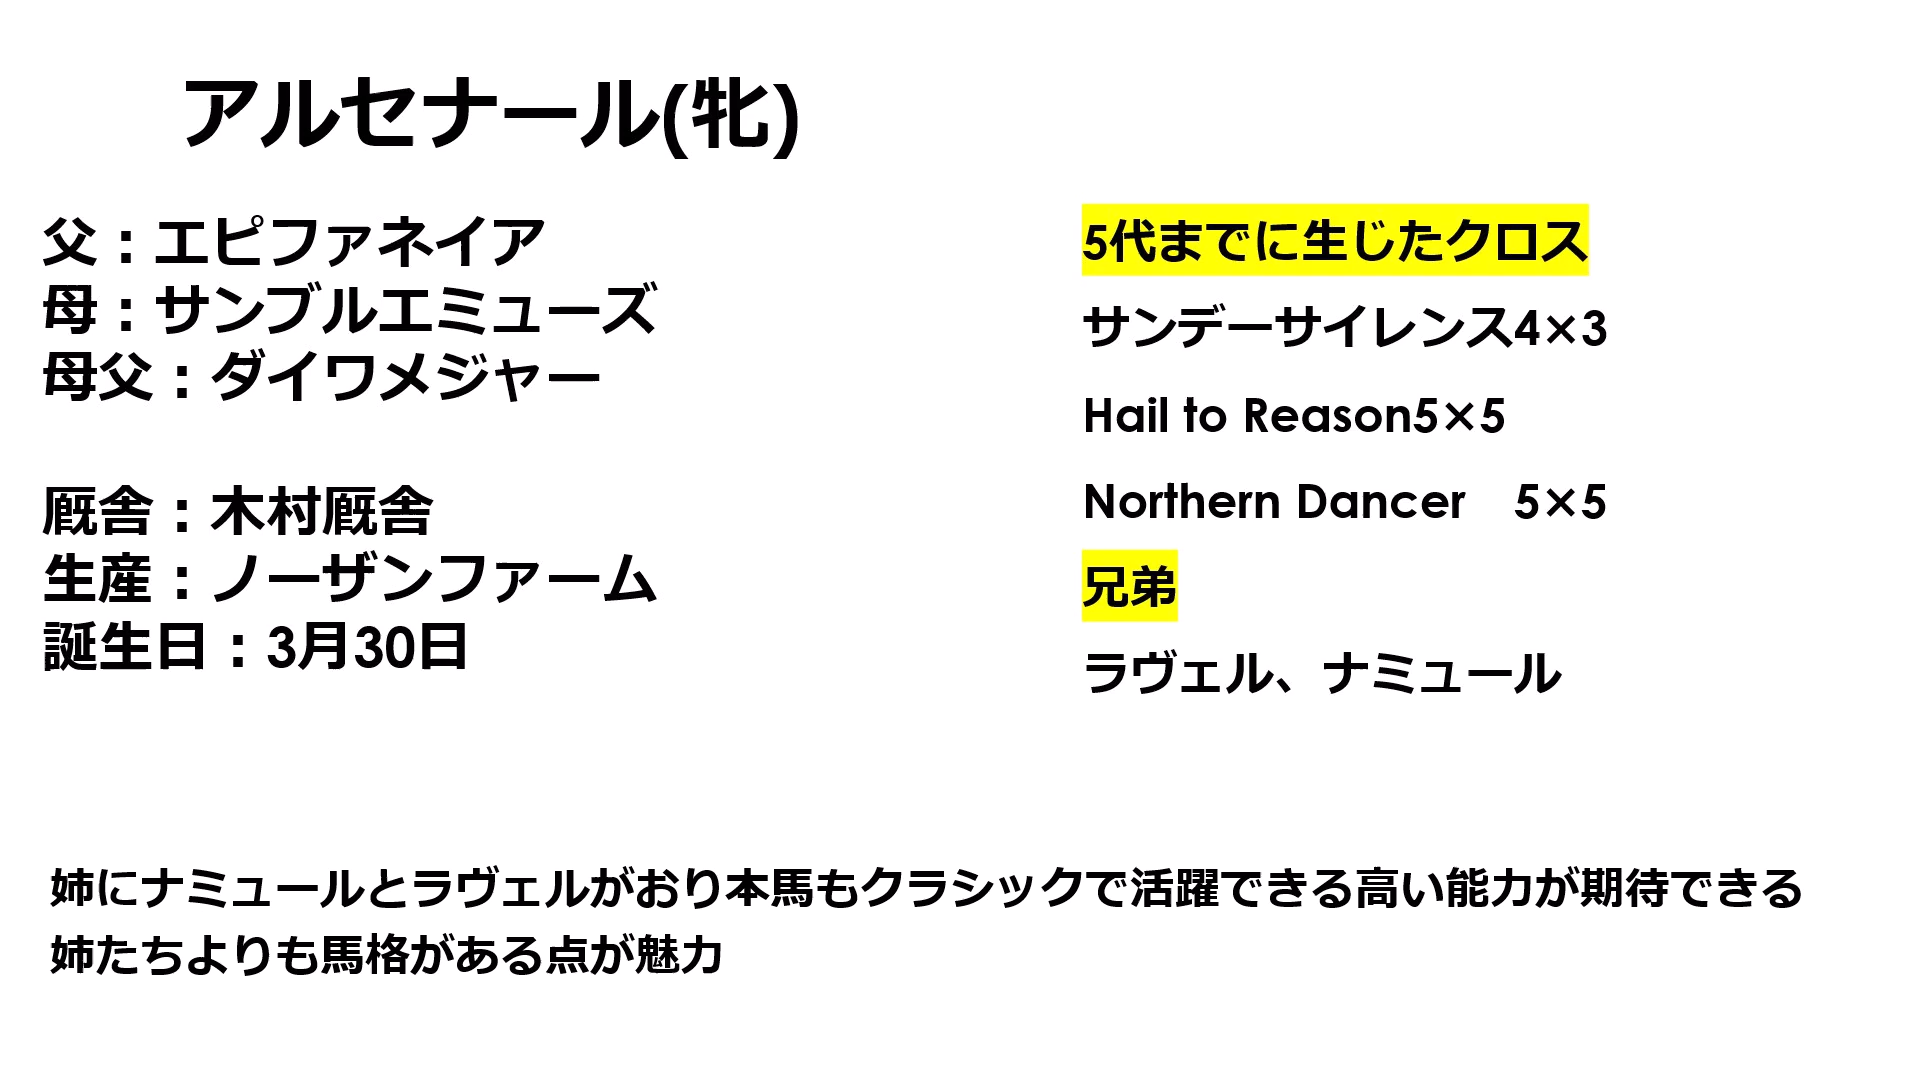 アルセナール(牝)
父：エピファネイア
母：サンブルエミューズ
母父：ダイワメジャー
厩舎：木村厩舎
生産：ノーザンファーム
誕生日：3月30日
5代までに生じたクロス
サンデーサイレンス4×3
Hail to Reason5×5
Northern Dancer　5×5
兄弟
ラヴェル、ナミュール
姉にナミュールとラヴェルがおり本馬もクラシックで活躍できる高い能力が期待できる
姉たちよりも馬格がある点が魅力